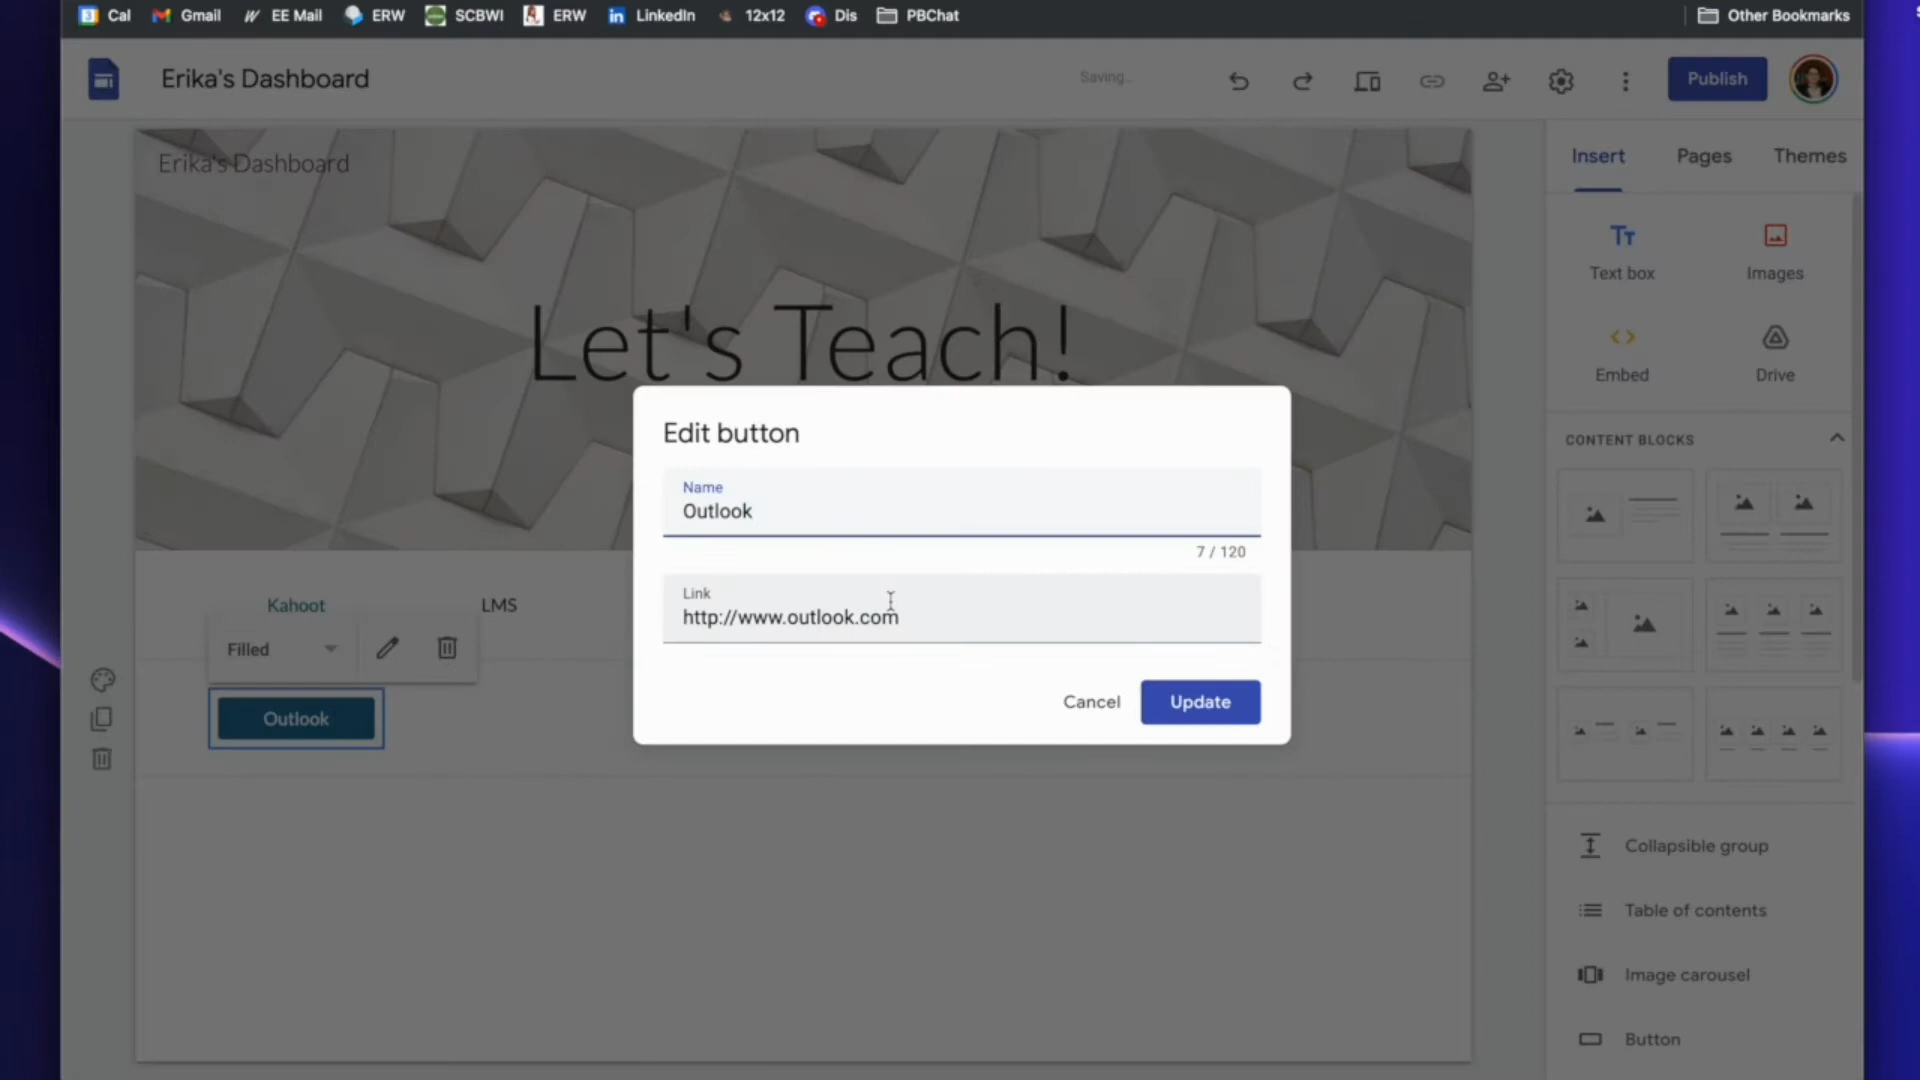 Cal Gmail EE Mail ERW SCBWI ERW LinkedIn 12x12 Dis PBChat Other Bookmarks
Erika's Dashboard Saving... Publish
Erika's Dashboard
Insert Pages Themes
Let's Teach!
Text box Images
Embed Drive
CONTENT BLOCKS
Edit button
Name
Outlook
7 / 120
Link
http://www.outlook.com
Cancel Update
Kahoot LMS
Filled
Outlook
Collapsible group
Table of contents
Image carousel
Button